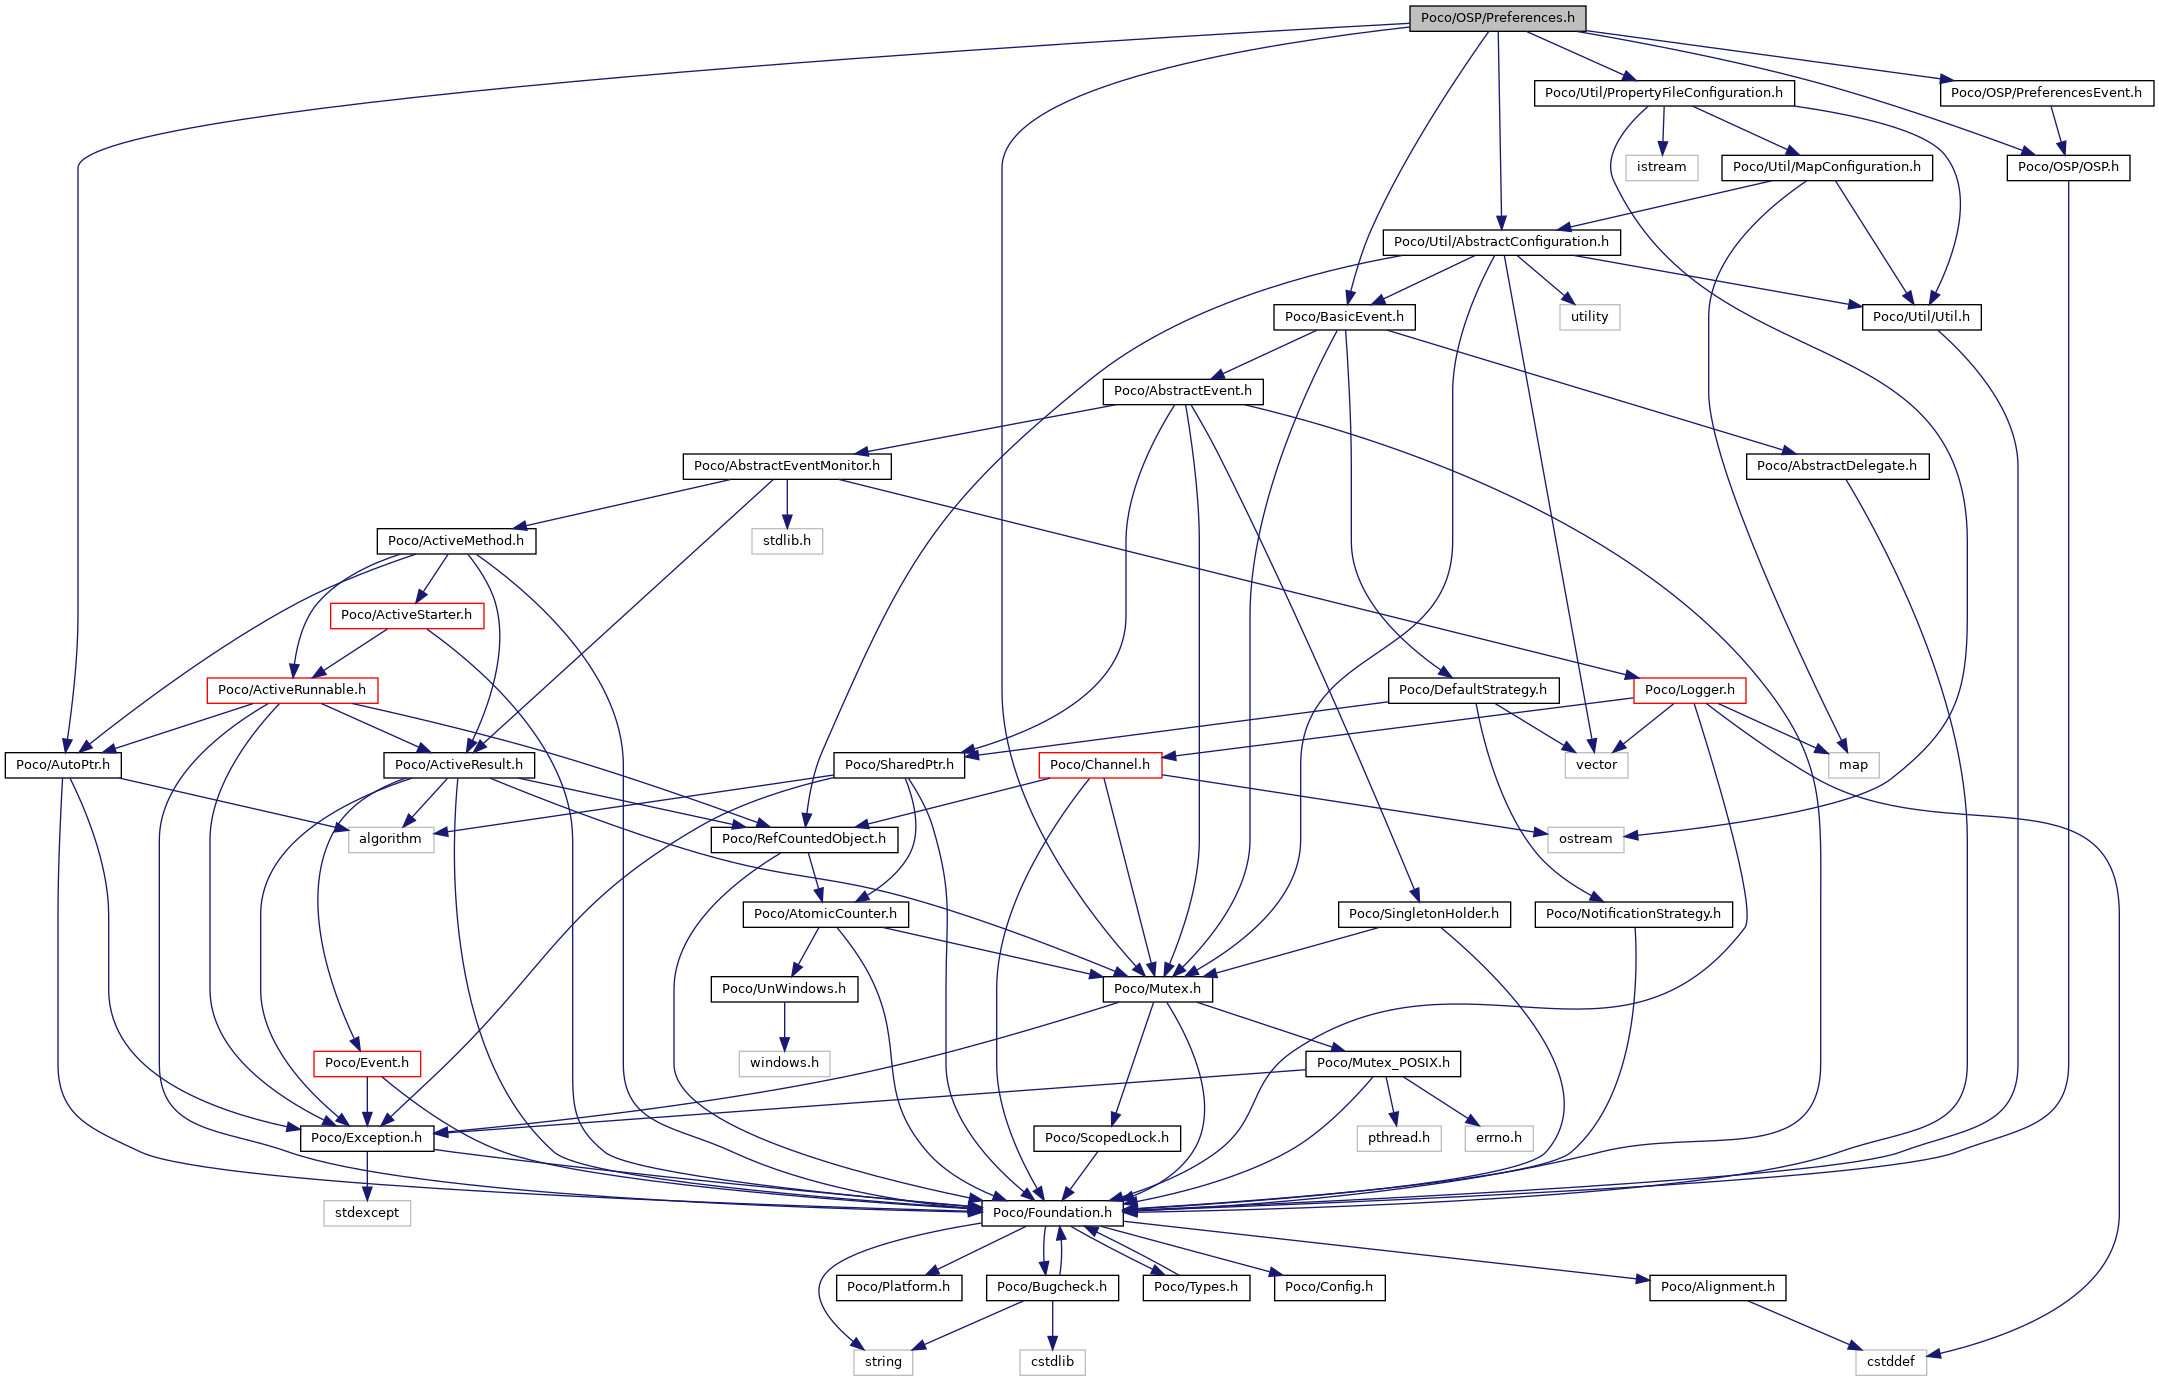 Poco/OSP/Preferences.h
Poco/Util/PropertyFileConfiguration.h
Poco/OSP/PreferencesEvent.h
istream
Poco/Util/MapConfiguration.h
Poco/OSP/OSP.h
Poco/Util/AbstractConfiguration.h
Poco/BasicEvent.h
utility
Poco/Util/Util.h
Poco/AbstractEvent.h
Poco/AbstractEventMonitor.h
Poco/AbstractDelegate.h
Poco/ActiveMethod.h
stdlib.h
Poco/ActiveStarter.h
Poco/ActiveRunnable.h
Poco/DefaultStrategy.h
Poco/Logger.h
Poco/AutoPtr.h
Poco/ActiveResult.h
Poco/SharedPtr.h
Poco/Channel.h
vector
map
algorithm
Poco/RefCountedObject.h
ostream
Poco/AtomicCounter.h
Poco/SingletonHolder.h
Poco/NotificationStrategy.h
Poco/UnWindows.h
Poco/Mutex.h
Poco/Event.h
windows.h
Poco/Mutex_POSIX.h
Poco/Exception.h
Poco/ScopedLock.h
pthread.h
errno.h
stdexcept
Poco/Foundation.h
Poco/Platform.h
Poco/Bugcheck.h
Poco/Types.h
Poco/Config.h
Poco/Alignment.h
string
cstdlib
cstddef